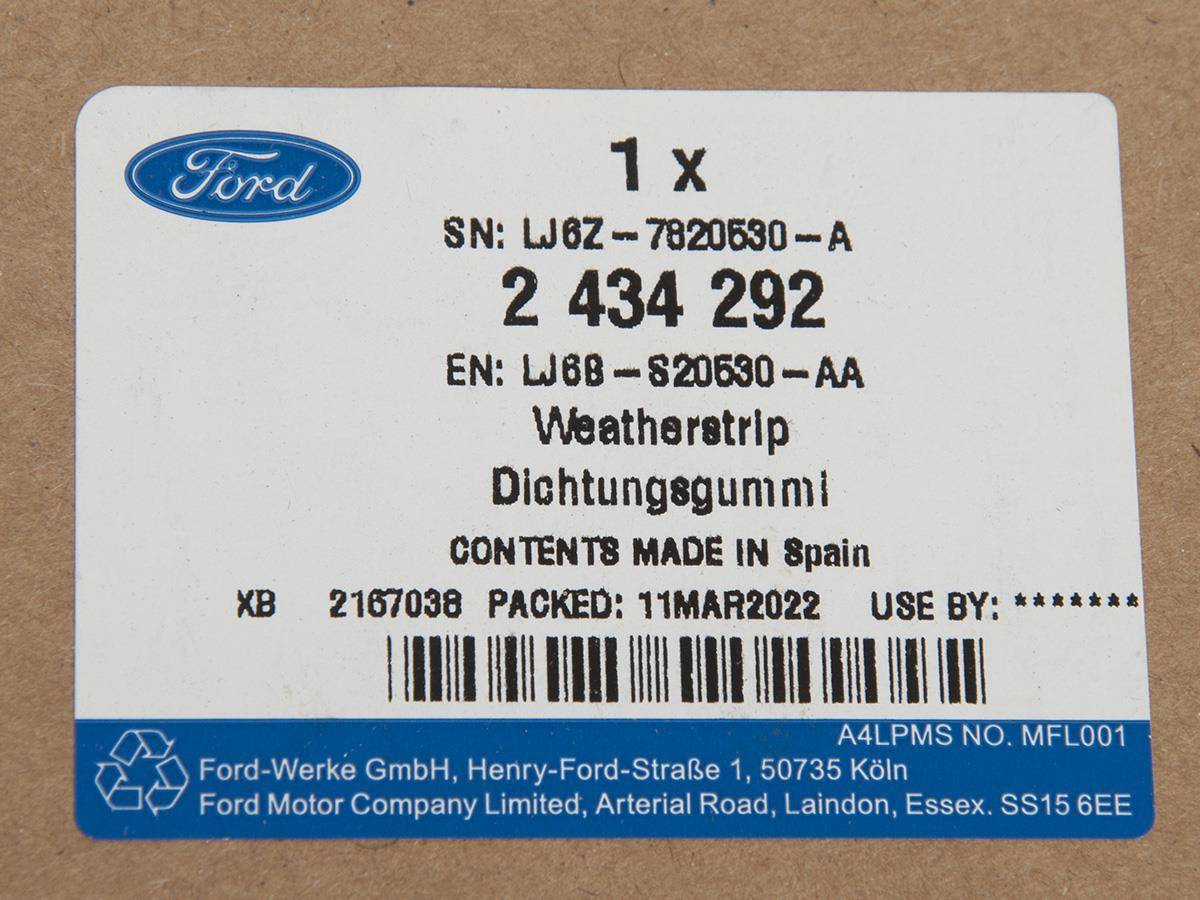 Ford
1 x
SN: LJ6Z-7820530-A
2 434 292
EN: LJ6B-S20530-AA
Weatherstrip
Dichtungsgummi
CONTENTS MADE IN Spain
XB 2167038 PACKED: 11MAR2022 USE BY: *******
A4LPMS NO. MFL001
Ford-Werke GmbH, Henry-Ford-Straße 1, 50735 Köln
Ford Motor Company Limited, Arterial Road, Laindon, Essex. SS15 6EE